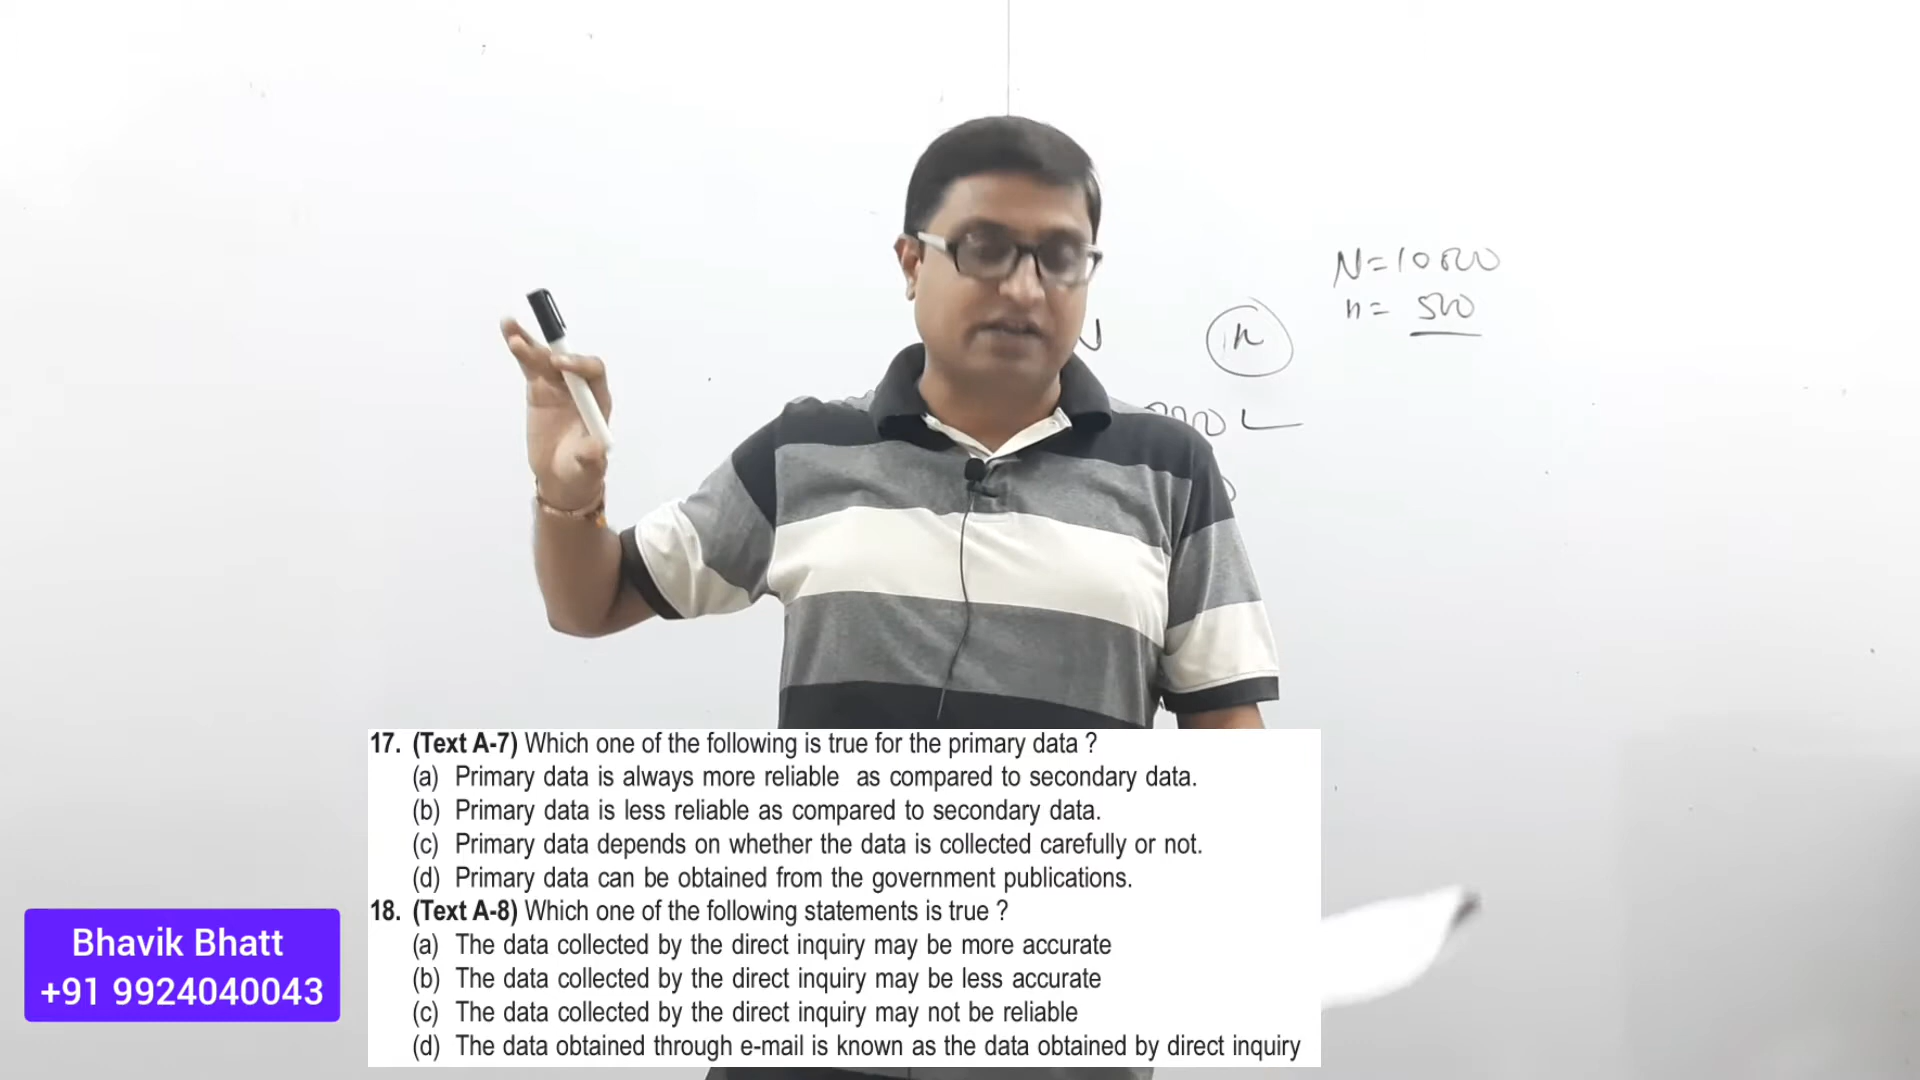 N=10000
n= 500
n
17. (Text A-7) Which one of the following is true for the primary data ?
(a) Primary data is always more reliable as compared to secondary data.
(b) Primary data is less reliable as compared to secondary data.
(c) Primary data depends on whether the data is collected carefully or not.
(d) Primary data can be obtained from the government publications.
18. (Text A-8) Which one of the following statements is true ?
(a) The data collected by the direct inquiry may be more accurate
(b) The data collected by the direct inquiry may be less accurate
(c) The data collected by the direct inquiry may not be reliable
(d) The data obtained through e-mail is known as the data obtained by direct inquiry
Bhavik Bhatt
+91 9924040043